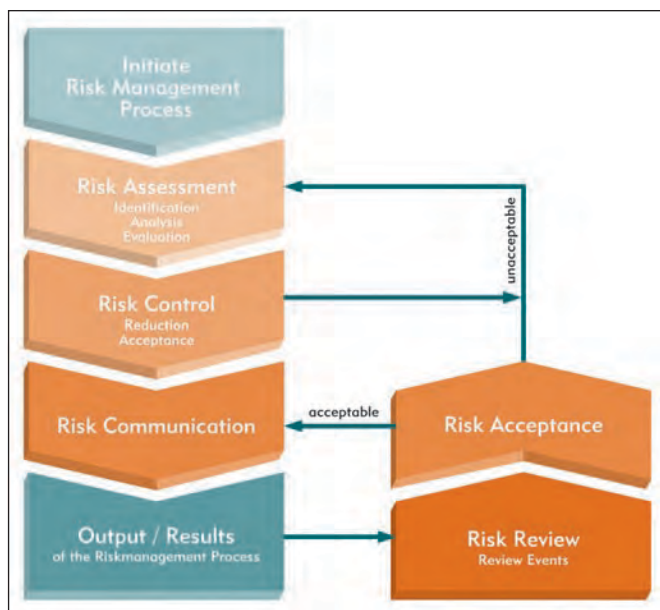 Initiate
Risk Management
Process
Risk Assessment
Identification
Analysis
Evaluation
unacceptable
Risk Control
Reduction
Acceptance
Risk Communication
acceptable
Risk Acceptance
Output / Results
of the Riskmanagement Process
Risk Review
Review Events